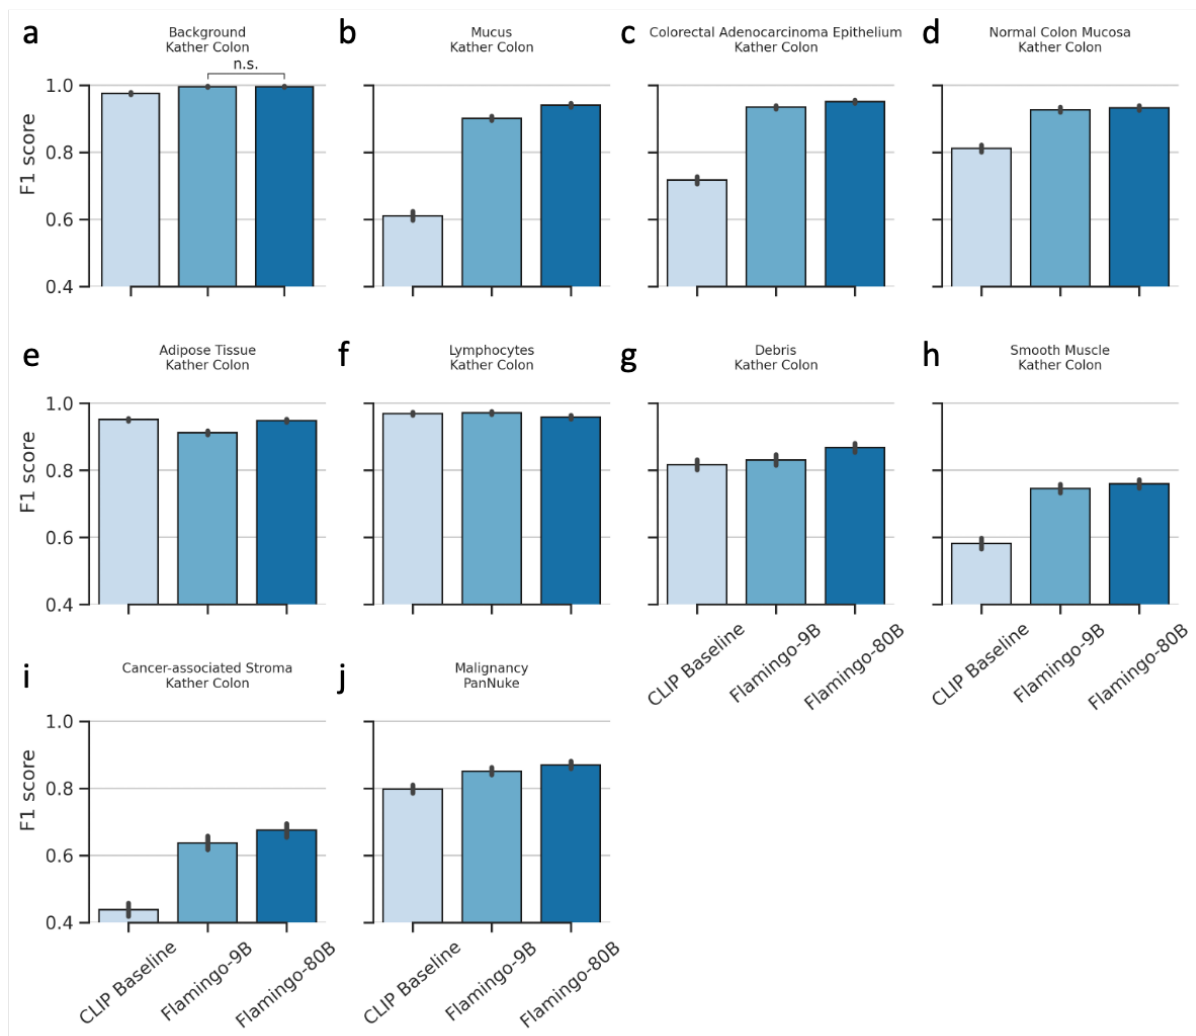 a
Background
Kather Colon
n.s.
b
Mucus
Kather Colon
c
Colorectal Adenocarcinoma Epithelium
Kather Colon
d
Normal Colon Mucosa
Kather Colon
F1 score
1.0
0.8
0.6
0.4
e
Adipose Tissue
Kather Colon
f
Lymphocytes
Kather Colon
g
Debris
Kather Colon
h
Smooth Muscle
Kather Colon
F1 score
1.0
0.8
0.6
0.4
CLIP Baseline
Flamingo-9B
Flamingo-80B
CLIP Baseline
Flamingo-9B
Flamingo-80B
i
Cancer-associated Stroma
Kather Colon
j
Malignancy
PanNuke
F1 score
1.0
0.8
0.6
0.4
CLIP Baseline
Flamingo-9B
Flamingo-80B
CLIP Baseline
Flamingo-9B
Flamingo-80B